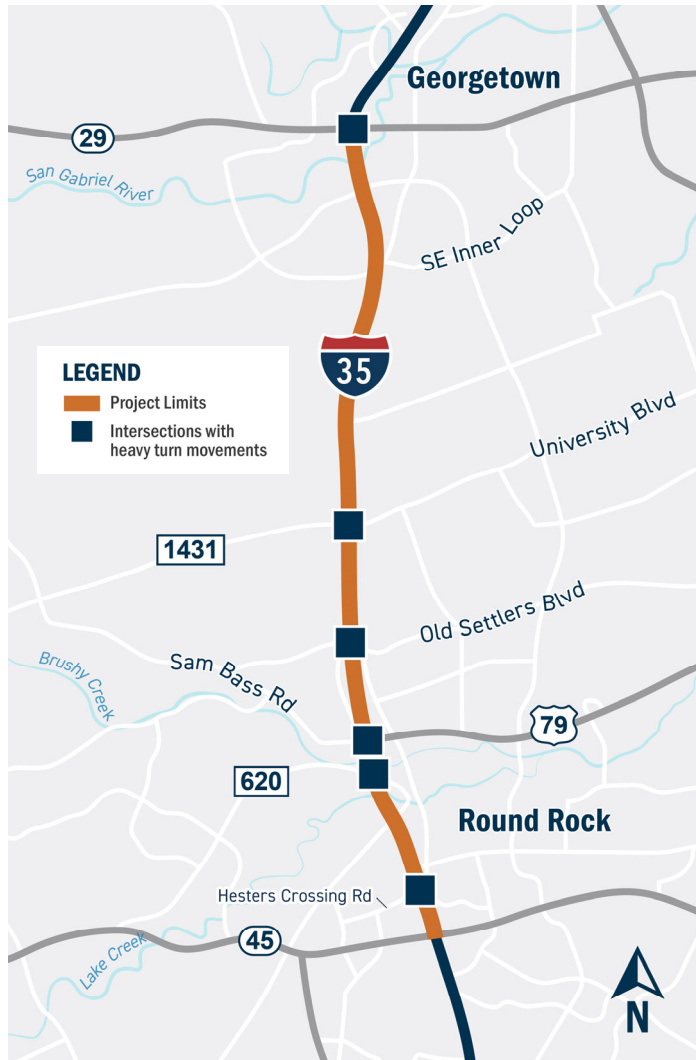 Georgetown
29
San Gabriel River
SE Inner Loop
35
LEGEND
Project Limits
Intersections with
heavy turn movements
University Blvd
1431
Old Settlers Blvd
Sam Bass Rd
Brushy Creek
79
620
Round Rock
Hesters Crossing Rd
45
Lake Creek
N